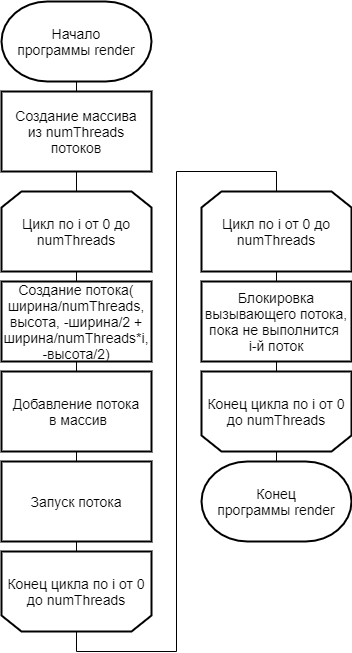 Начало
программы render
Создание массива
из numThreads
потоков
Цикл по i от 0 до
numThreads
Создание потока(
ширина/numThreads,
высота, -ширина/2 +
ширина/numThreads*i,
-высота/2)
Добавление потока
в массив
Запуск потока
Конец цикла по i от 0
до numThreads
Цикл по i от 0 до
numThreads
Блокировка
вызывающего потока,
пока не выполнится
i-й поток
Конец цикла по i от 0
до numThreads
Конец
программы render